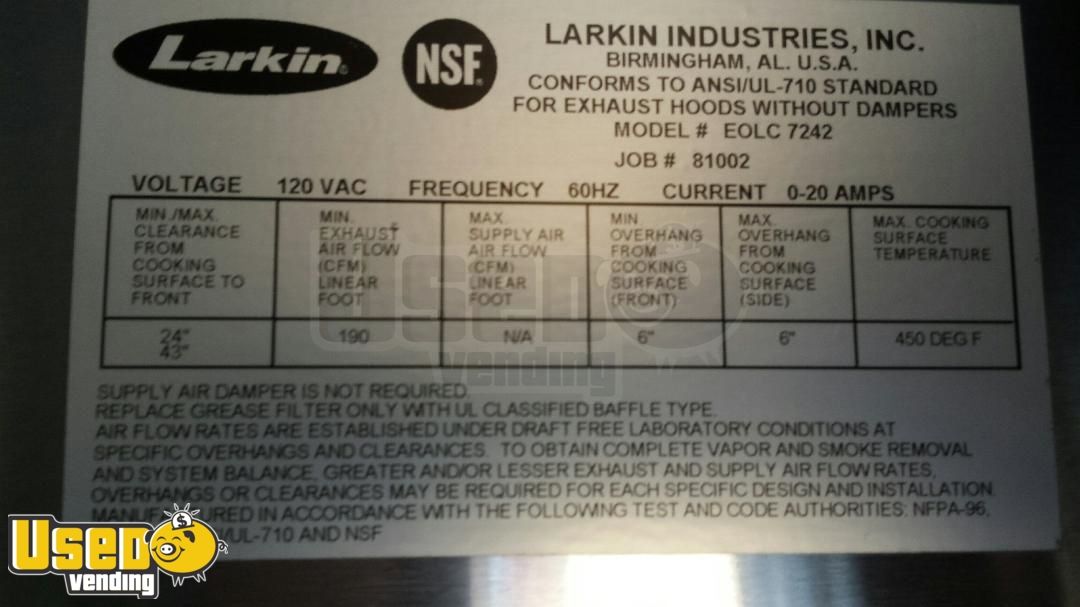 Larkin
NSF
LARKIN INDUSTRIES, INC.
BIRMINGHAM, AL. U.S.A.
CONFORMS TO ANSI/UL-710 STANDARD
FOR EXHAUST HOODS WITHOUT DAMPERS
MODEL # EOLC 7242
JOB # 81002
VOLTAGE 120 VAC FREQUENCY 60HZ CURRENT 0-20 AMPS
MIN./MAX.
CLEARANCE
FROM
COOKING
SURFACE TO
FRONT
MIN.
EXHAUST
AIR FLOW
(CFM)
LINEAR
FOOT
MAX.
SUPPLY AIR
AIR FLOW
(CFM)
LINEAR
FOOT
MIN
OVERHANG
FROM
COOKING
SURFACE
(FRONT)
MAX.
OVERHANG
FROM
COOKING
SURFACE
(SIDE)
MAX. COOKING
SURFACE
TEMPERATURE
24"
43"
190
N/A
6"
6"
450 DEG F
Used
vending
SUPPLY AIR DAMPER IS NOT REQUIRED.
REPLACE GREASE FILTER ONLY WITH UL CLASSIFIED BAFFLE TYPE.
AIR FLOW RATES ARE ESTABLISHED UNDER DRAFT FREE LABORATORY CONDITIONS AT
SPECIFIC OVERHANGS AND CLEARANCES. TO OBTAIN COMPLETE VAPOR AND SMOKE REMOVAL
AND SYSTEM BALANCE, GREATER AND/OR LESSER EXHAUST AND SUPPLY AIR FLOW RATES,
OVERHANGS OR CLEARANCES MAY BE REQUIRED FOR EACH SPECIFIC DESIGN AND INSTALLATION.
MANUFACTURED IN ACCORDANCE WITH THE FOLLOWING TEST AND CODE AUTHORITIES: NFPA-96,
/UL-710 AND NSF
Used
vending